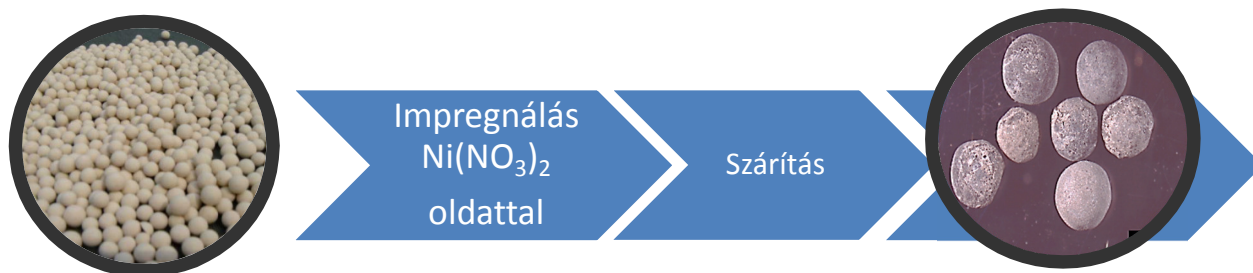 Impregnálás
Ni(NO₃)₂
oldattal
Szárítás